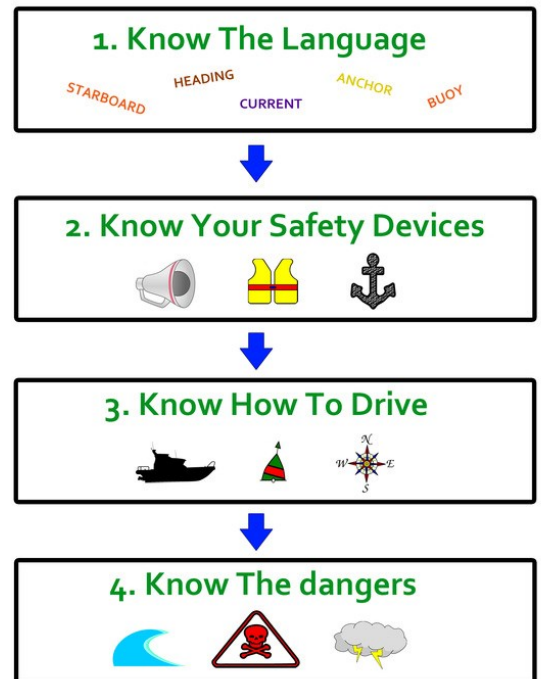 1. Know The Language
STARBOARD
HEADING
CURRENT
ANCHOR
BUOY
2. Know Your Safety Devices
3. Know How To Drive
N
W E
S
4. Know The dangers